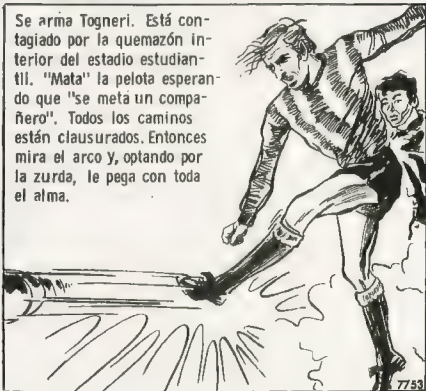 Se arma Togneri. Está con-
tagiado por la quemazón in-
terior del estadio estudian-
til. "Mata" la pelota esperan-
do que "se meta un compa-
ñero". Todos los caminos
están clausurados. Entonces
mira el arco y, optando por
la zurda, le pega con toda
el alma.
7753